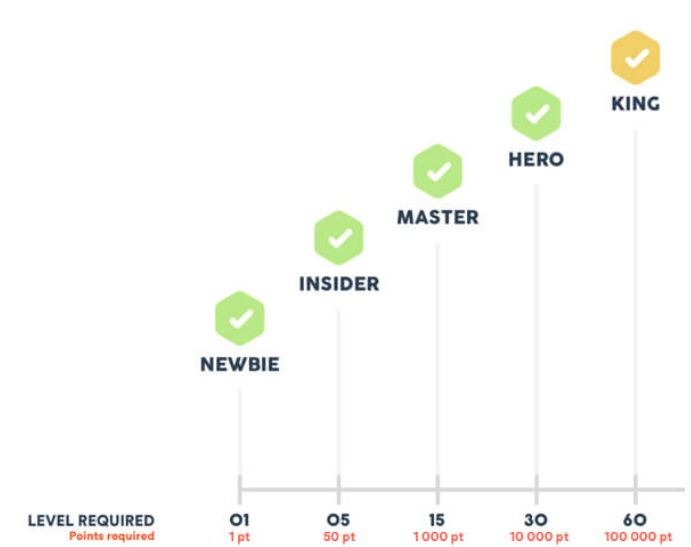 KING
HERO
MASTER
INSIDER
NEWBIE
LEVEL REQUIRED 01 05 15 30 60
Points required 1 pt 50 pt 1 000 pt 10 000 pt 100 000 pt